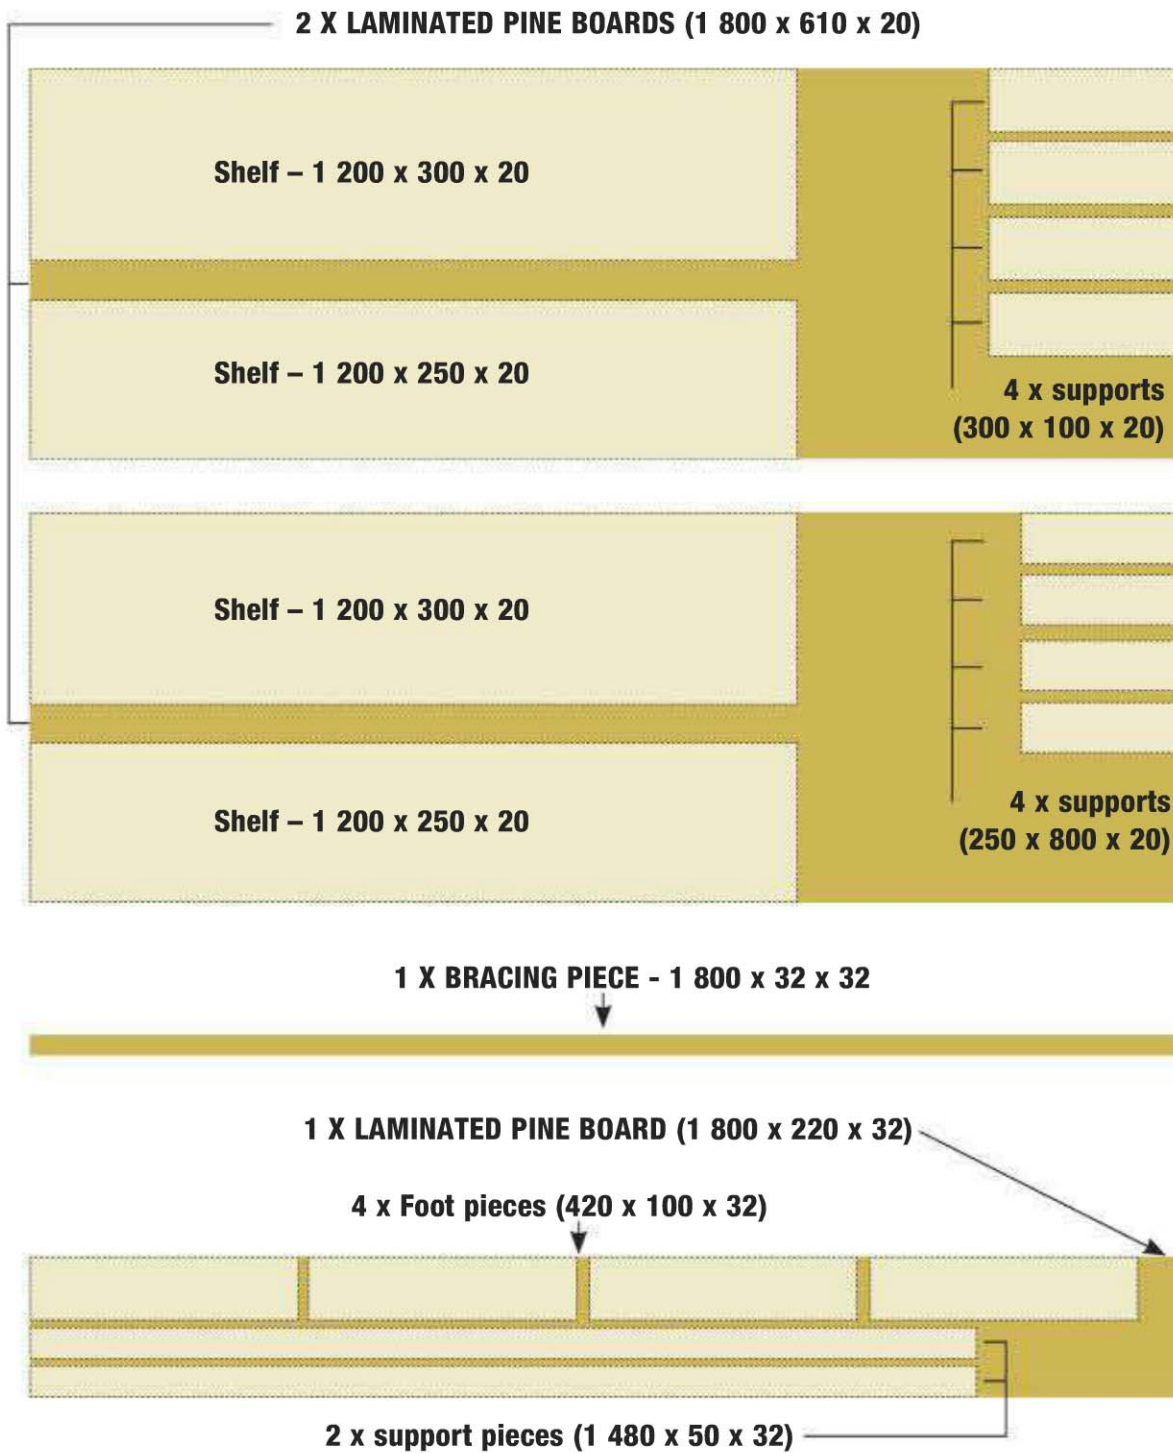 2 X LAMINATED PINE BOARDS (1 800 x 610 x 20)
Shelf – 1 200 x 300 x 20
Shelf – 1 200 x 250 x 20
4 x supports
(300 x 100 x 20)
Shelf – 1 200 x 300 x 20
Shelf – 1 200 x 250 x 20
4 x supports
(250 x 800 x 20)
1 X BRACING PIECE - 1 800 x 32 x 32
1 X LAMINATED PINE BOARD (1 800 x 220 x 32)
4 x Foot pieces (420 x 100 x 32)
2 x support pieces (1 480 x 50 x 32)